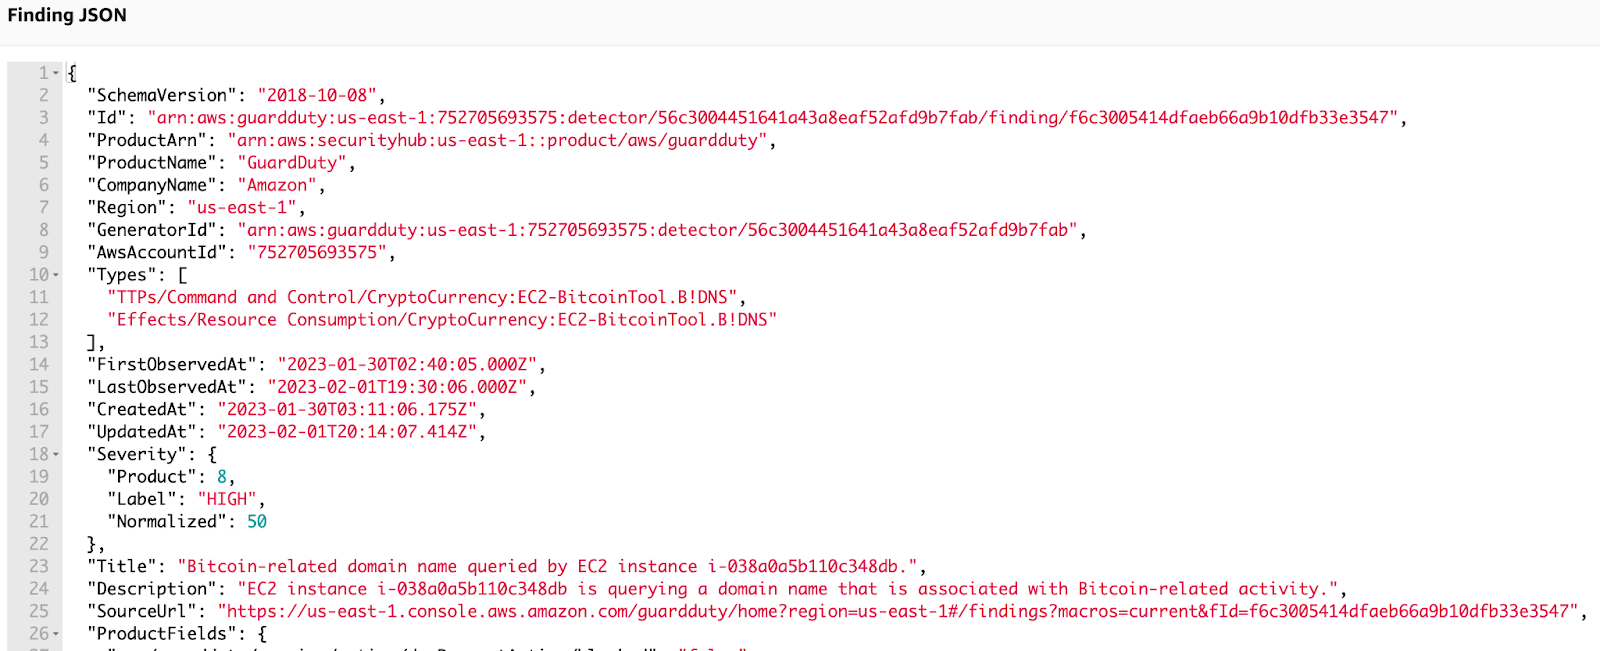 Finding JSON
1 {
2 "SchemaVersion": "2018-10-08",
3 "Id": "arn:aws:guardduty:us-east-1:752705693575:detector/56c3004451641a43a8eaf52afd9b7fab/finding/f6c3005414dfaeb66a9b10dfb33e3547",
4 "ProductArn": "arn:aws:securityhub:us-east-1::product/aws/guardduty",
5 "ProductName": "GuardDuty",
6 "CompanyName": "Amazon",
7 "Region": "us-east-1",
8 "GeneratorId": "arn:aws:guardduty:us-east-1:752705693575:detector/56c3004451641a43a8eaf52afd9b7fab",
9 "AwsAccountId": "752705693575",
10 "Types": [
11 "TTPs/Command and Control/CryptoCurrency:EC2-BitcoinTool.B!DNS",
12 "Effects/Resource Consumption/CryptoCurrency:EC2-BitcoinTool.B!DNS"
13 ],
14 "FirstObservedAt": "2023-01-30T02:40:05.000Z",
15 "LastObservedAt": "2023-02-01T19:30:06.000Z",
16 "CreatedAt": "2023-01-30T03:11:06.175Z",
17 "UpdatedAt": "2023-02-01T20:14:07.414Z",
18 "Severity": {
19 "Product": 8,
20 "Label": "HIGH",
21 "Normalized": 50
22 },
23 "Title": "Bitcoin-related domain name queried by EC2 instance i-038a0a5b110c348db.",
24 "Description": "EC2 instance i-038a0a5b110c348db is querying a domain name that is associated with Bitcoin-related activity.",
25 "SourceUrl": "https://us-east-1.console.aws.amazon.com/guardduty/home?region=us-east-1#/findings?macros=current&fId=f6c3005414dfaeb66a9b10dfb33e3547",
26 "ProductFields": {